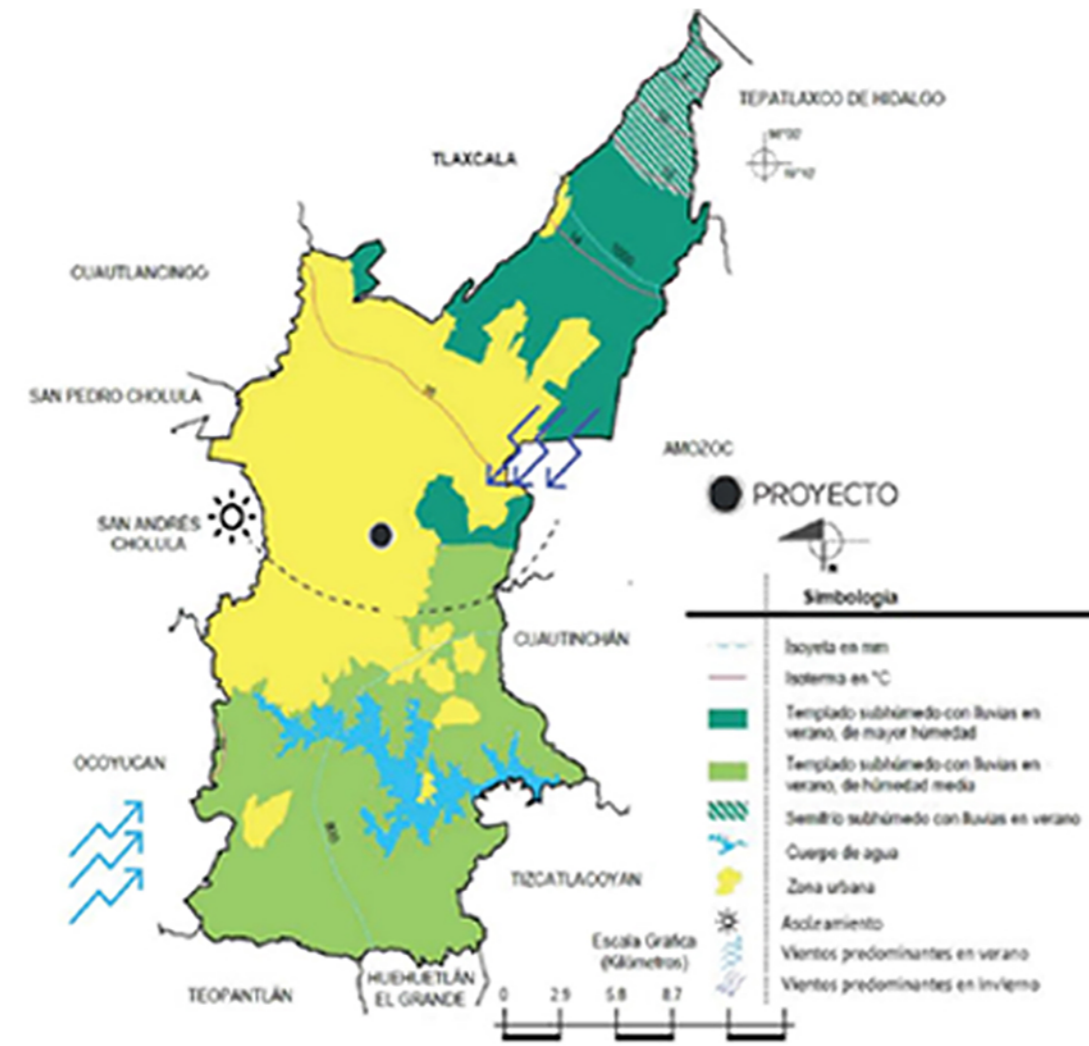 TEPATLAXCO DE HIDALGO
TLAXCALA
CUAUTLANCINGO
SAN PEDRO CHOLULA
AMOZOC
PROYECTO
SAN ANDRÉS
CHOLULA
Simbología
CUAUTINCHÁN
Isoyeta en mm
Isoterma en °C
Templado subhúmedo con lluvias en
verano, de mayor húmedad
OCOYUCAN
Templado subhúmedo con lluvias en
verano, de húmedad media
Semifrío subhúmedo con lluvias en verano
Cuerpo de agua
TIZCATLACOYAN
Zona urbana
Asoleamiento
Escala Gráfica
(Kilómetros)
Vientos predominantes en verano
Vientos predominantes en invierno
HUEHUETLÁN
EL GRANDE
TEOPANTLÁN
0 2.9 5.8 8.7